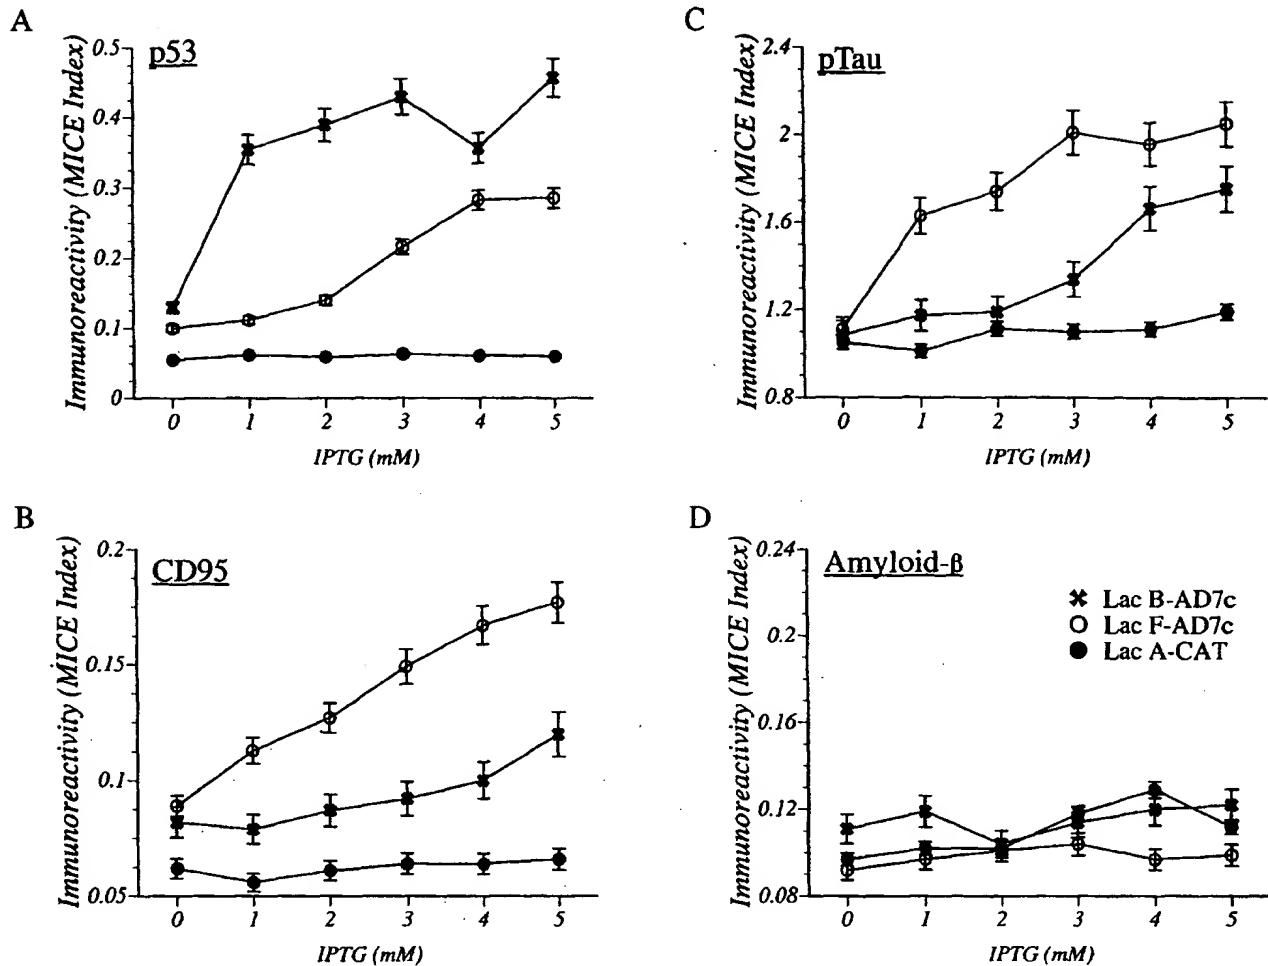 A
p53
Immunoreactivity (MICE Index)
0.5
0.4
0.3
0.2
0.1
0
0 1 2 3 4 5
IPTG (mM)
C
pTau
Immunoreactivity (MICE Index)
2.4
2
1.6
1.2
0.8
0 1 2 3 4 5
IPTG (mM)
B
CD95
Immunoreactivity (MICE Index)
0.2
0.15
0.1
0.05
0 1 2 3 4 5
IPTG (mM)
D
Amyloid-β
Immunoreactivity (MICE Index)
0.24
0.2
0.16
0.12
0.08
Lac B-AD7c
Lac F-AD7c
Lac A-CAT
0 1 2 3 4 5
IPTG (mM)